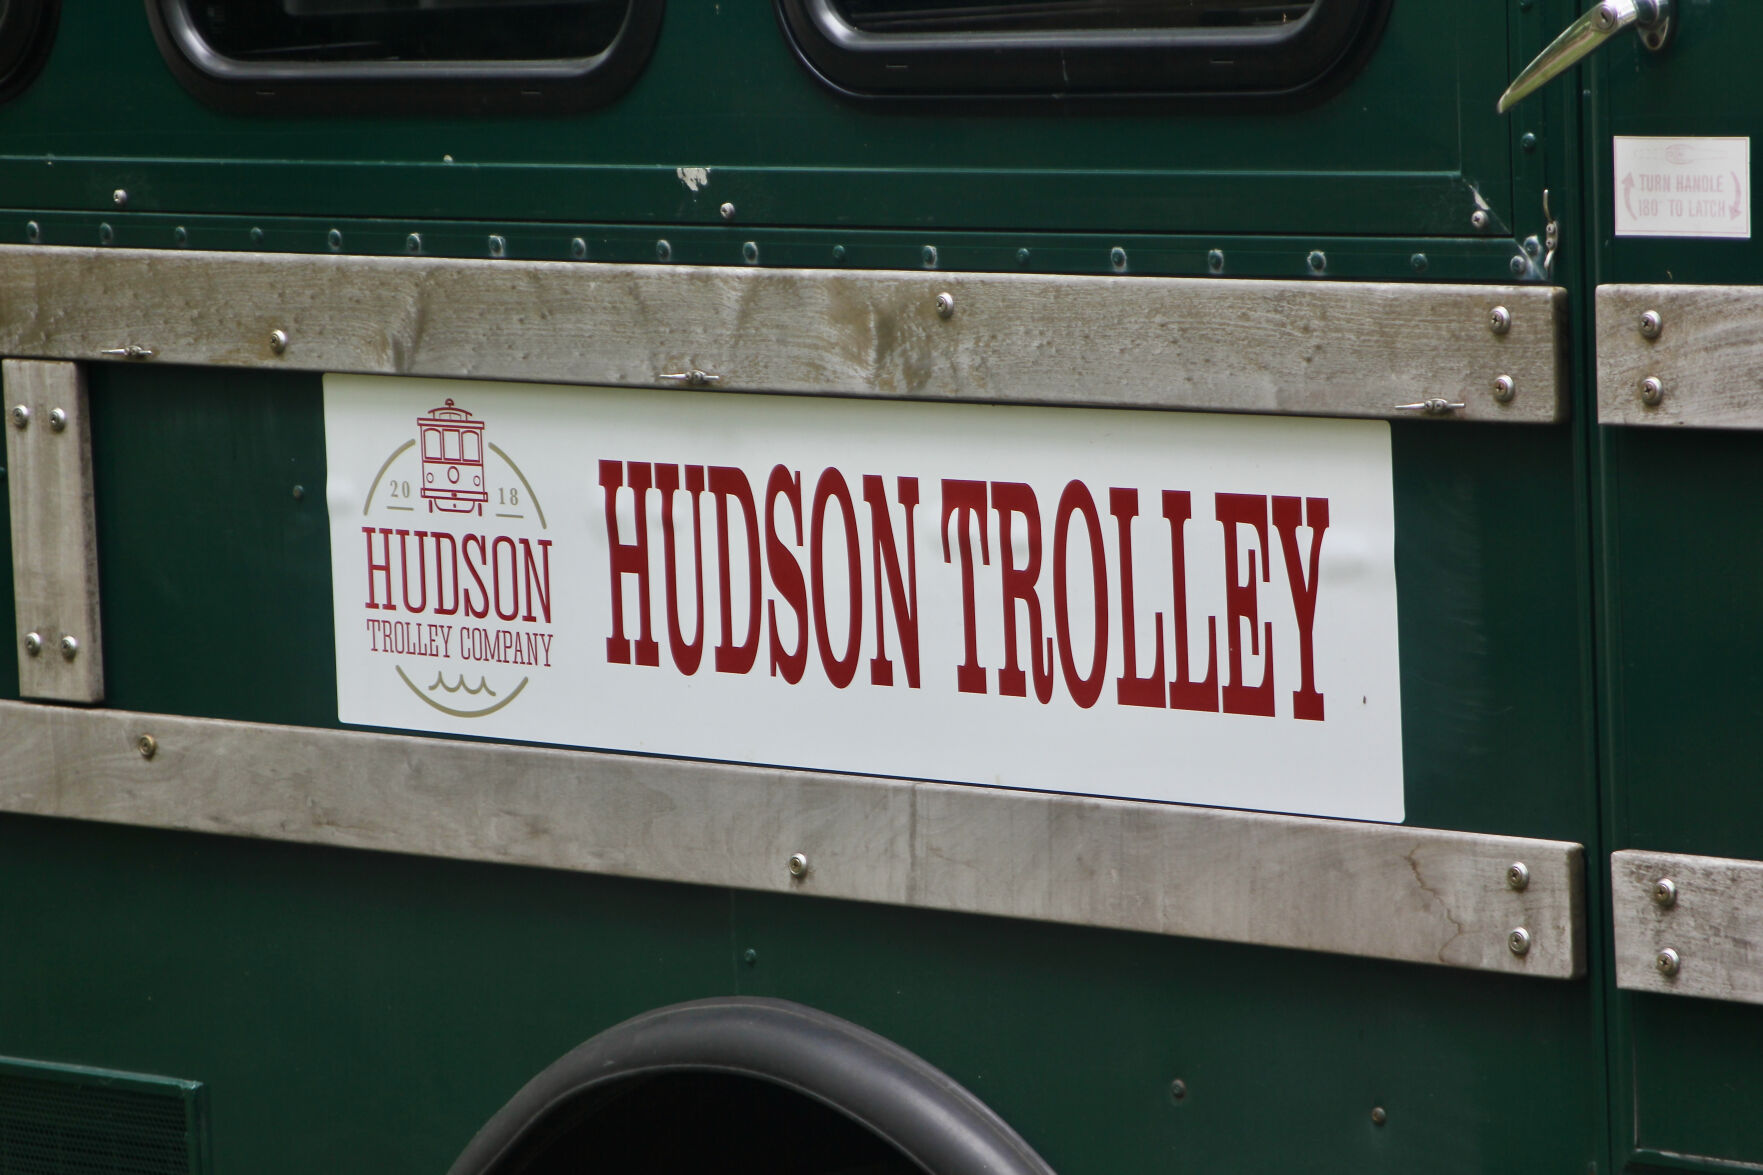 20 18
HUDSON
TROLLEY COMPANY
HUDSON TROLLEY
TURN HANDLE
180° TO LATCH